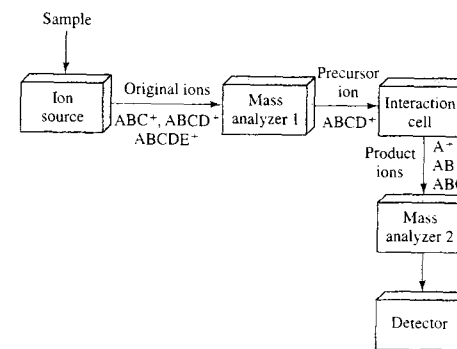 Sample
Ion
source
Original ions
ABC⁺, ABCD⁺
ABCDE⁺
Mass
analyzer 1
Precursor
ion
ABCD⁺
Interaction
cell
Product
ions
A⁺
AB
ABC
Mass
analyzer 2
Detector